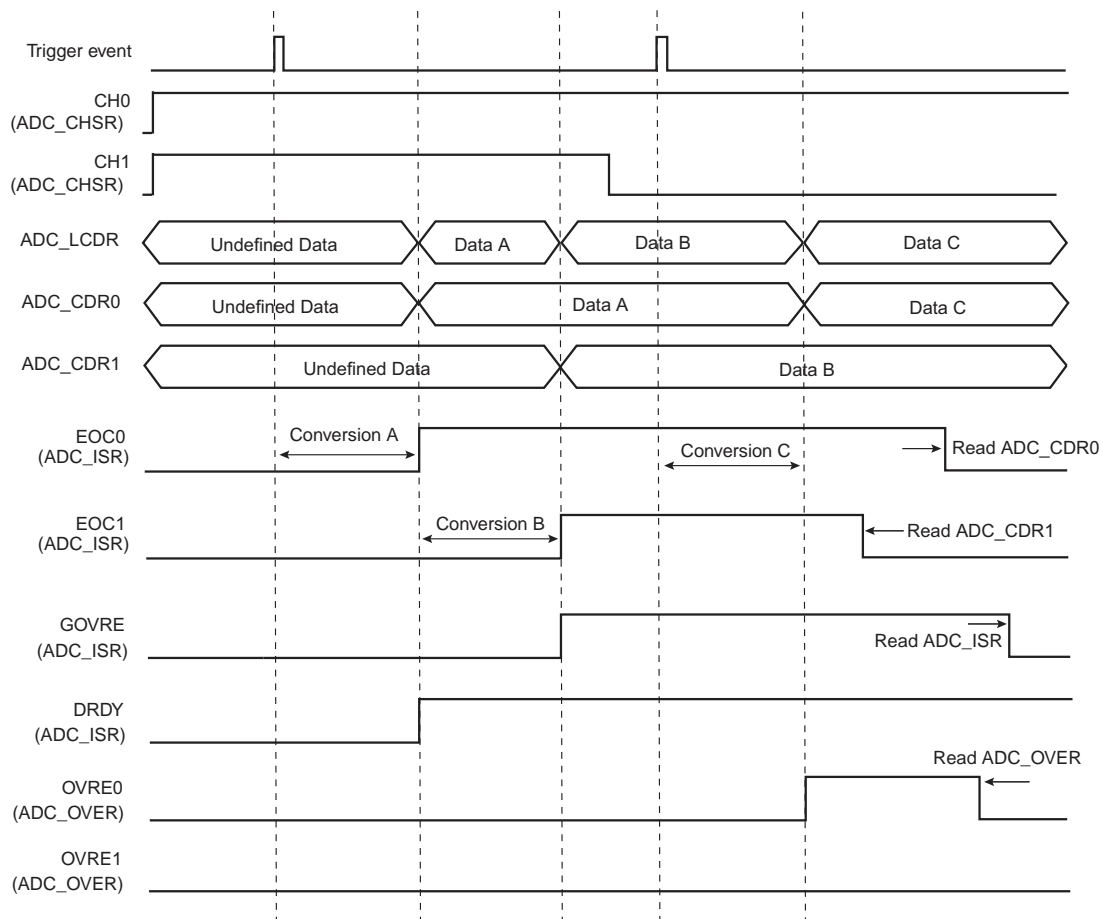 Trigger event
CH0
(ADC_CHSR)
CH1
(ADC_CHSR)
ADC_LCDR
Undefined Data
Data A
Data B
Data C
ADC_CDR0
Undefined Data
Data A
Data C
ADC_CDR1
Undefined Data
Data B
EOC0
(ADC_ISR)
Conversion A
Conversion C
Read ADC_CDR0
EOC1
(ADC_ISR)
Conversion B
Read ADC_CDR1
GOVRE
(ADC_ISR)
Read ADC_ISR
DRDY
(ADC_ISR)
Read ADC_OVER
OVRE0
(ADC_OVER)
OVRE1
(ADC_OVER)